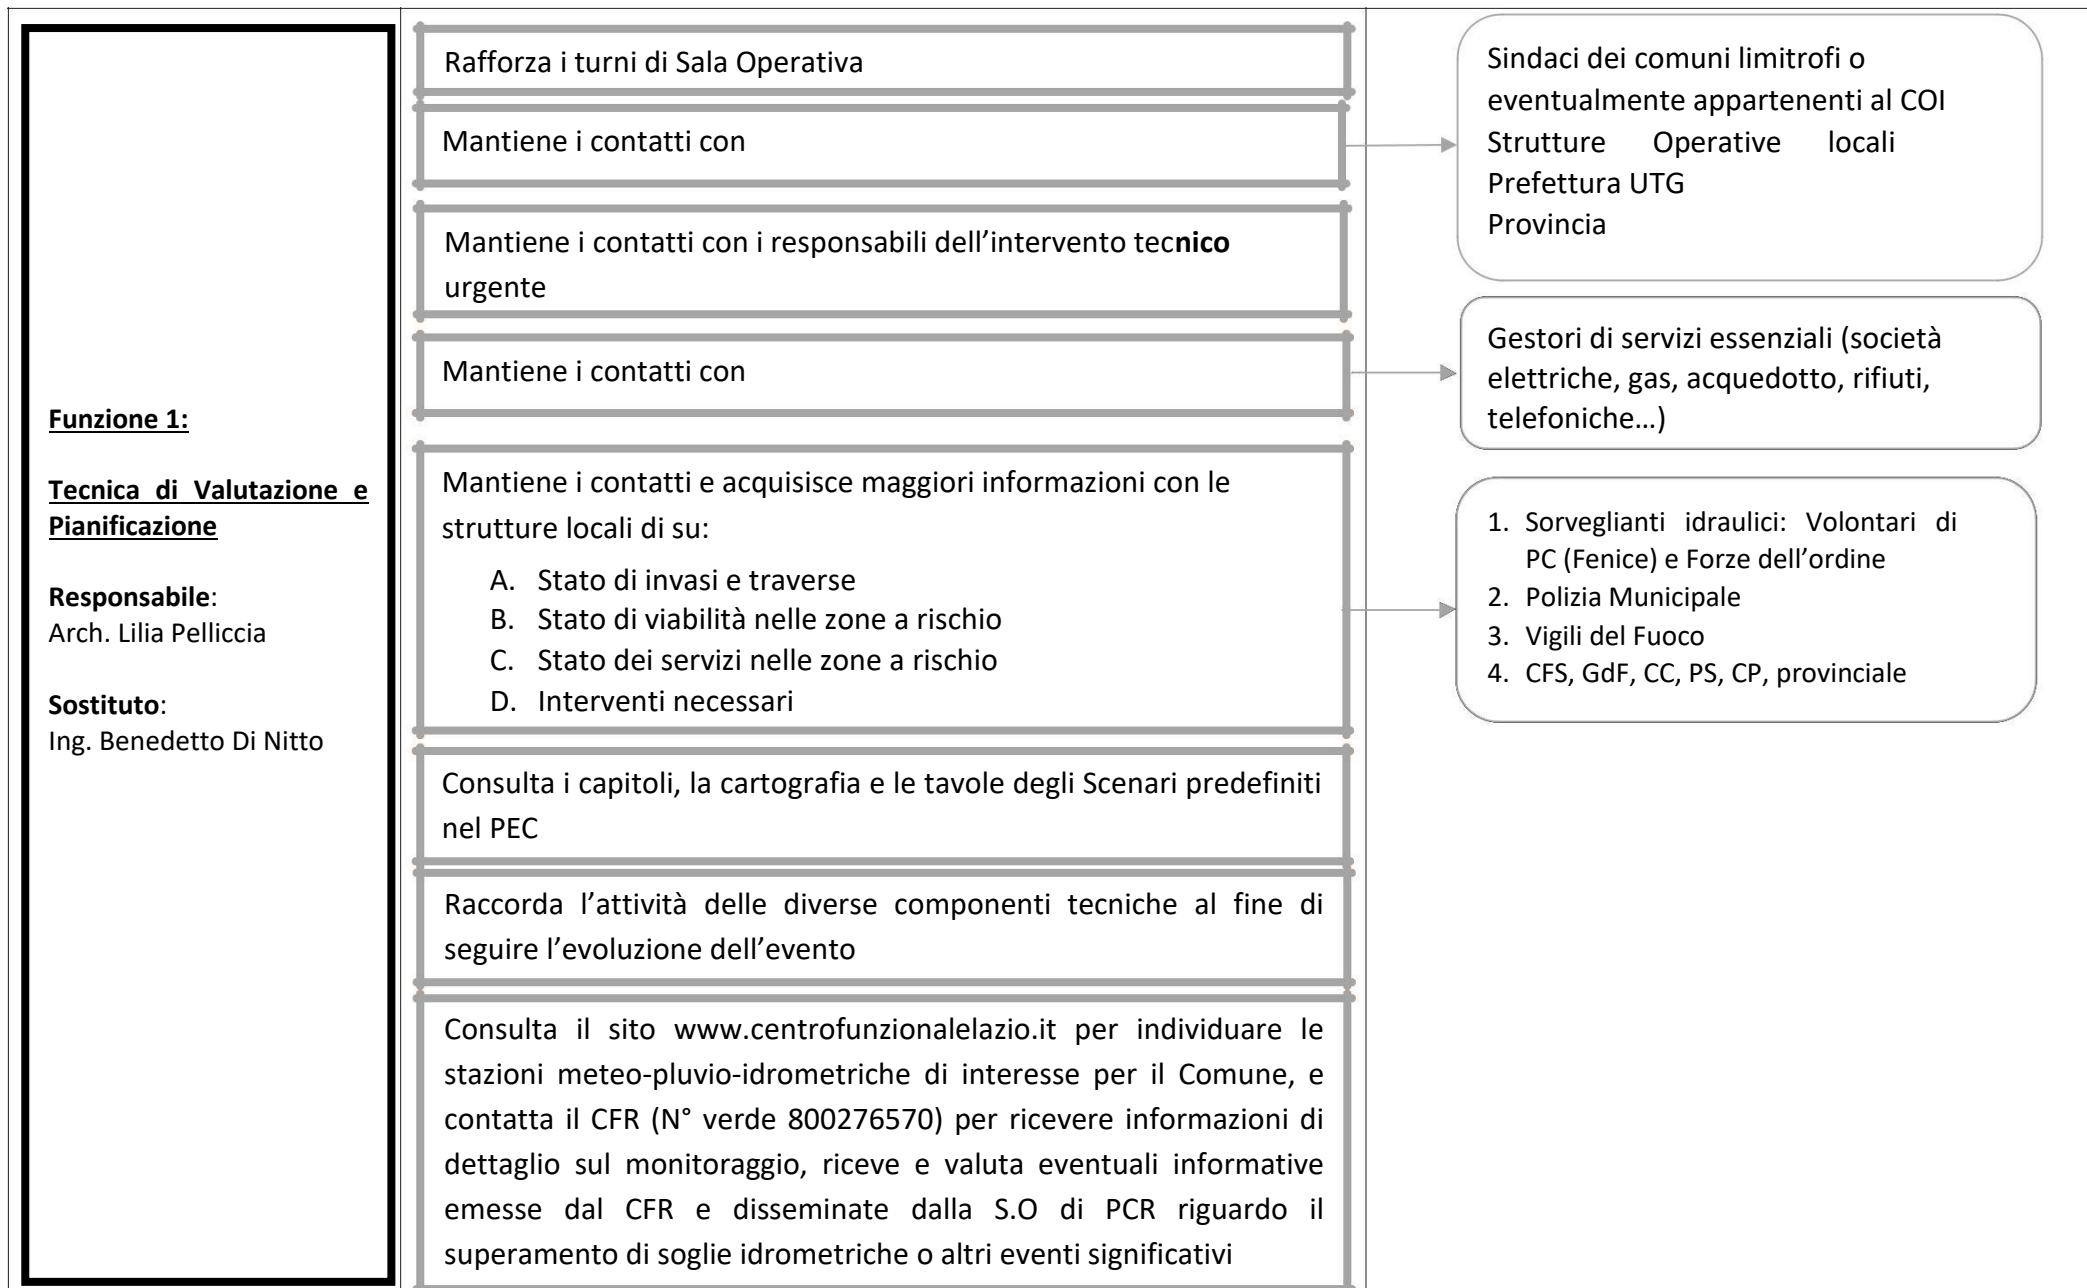 Funzione 1:
Tecnica di Valutazione e
Pianificazione
Responsabile:
Arch. Lilia Pelliccia
Sostituto:
Ing. Benedetto Di Nitto
Rafforza i turni di Sala Operativa
Mantiene i contatti con
Mantiene i contatti con i responsabili dell'intervento tecnico
urgente
Mantiene i contatti con
Mantiene i contatti e acquisisce maggiori informazioni con le
strutture locali di su:
A. Stato di invasi e traverse
B. Stato di viabilità nelle zone a rischio
C. Stato dei servizi nelle zone a rischio
D. Interventi necessari
Consulta i capitoli, la cartografia e le tavole degli Scenari predefiniti
nel PEC
Raccorda l'attività delle diverse componenti tecniche al fine di
seguire l'evoluzione dell'evento
Consulta il sito www.centrofunzionalelazio.it per individuare le
stazioni meteo-pluvio-idrometriche di interesse per il Comune, e
contatta il CFR (N° verde 800276570) per ricevere informazioni di
dettaglio sul monitoraggio, riceve e valuta eventuali informative
emesse dal CFR e disseminate dalla S.O di PCR riguardo il
superamento di soglie idrometriche o altri eventi significativi
Sindaci dei comuni limitrofi o
eventualmente appartenenti al COI
Strutture Operative locali
Prefettura UTG
Provincia
Gestori di servizi essenziali (società
elettriche, gas, acquedotto, rifiuti,
telefoniche…)
1. Sorveglianti idraulici: Volontari di
PC (Fenice) e Forze dell'ordine
2. Polizia Municipale
3. Vigili del Fuoco
4. CFS, GdF, CC, PS, CP, provinciale